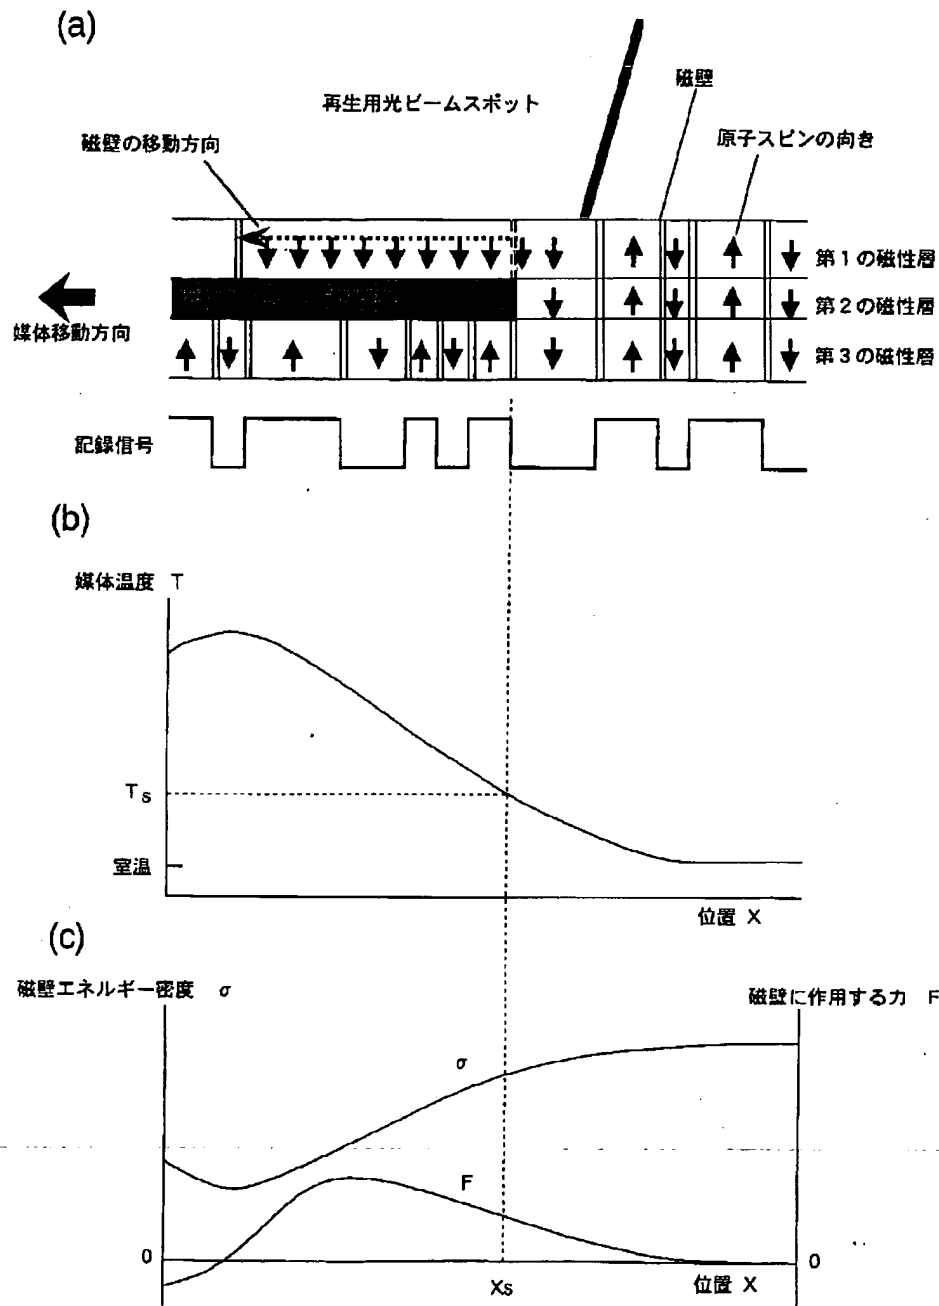 (a)
磁壁
再生用光ビームスポット
磁壁の移動方向
原子スピンの向き
第1の磁性層
第2の磁性層
媒体移動方向
第3の磁性層
記録信号
(b)
媒体温度 T
Ts
室温
位置 X
(c)
磁壁エネルギー密度 σ
磁壁に作用する力 F
σ
F
0
0
Xs
位置 X